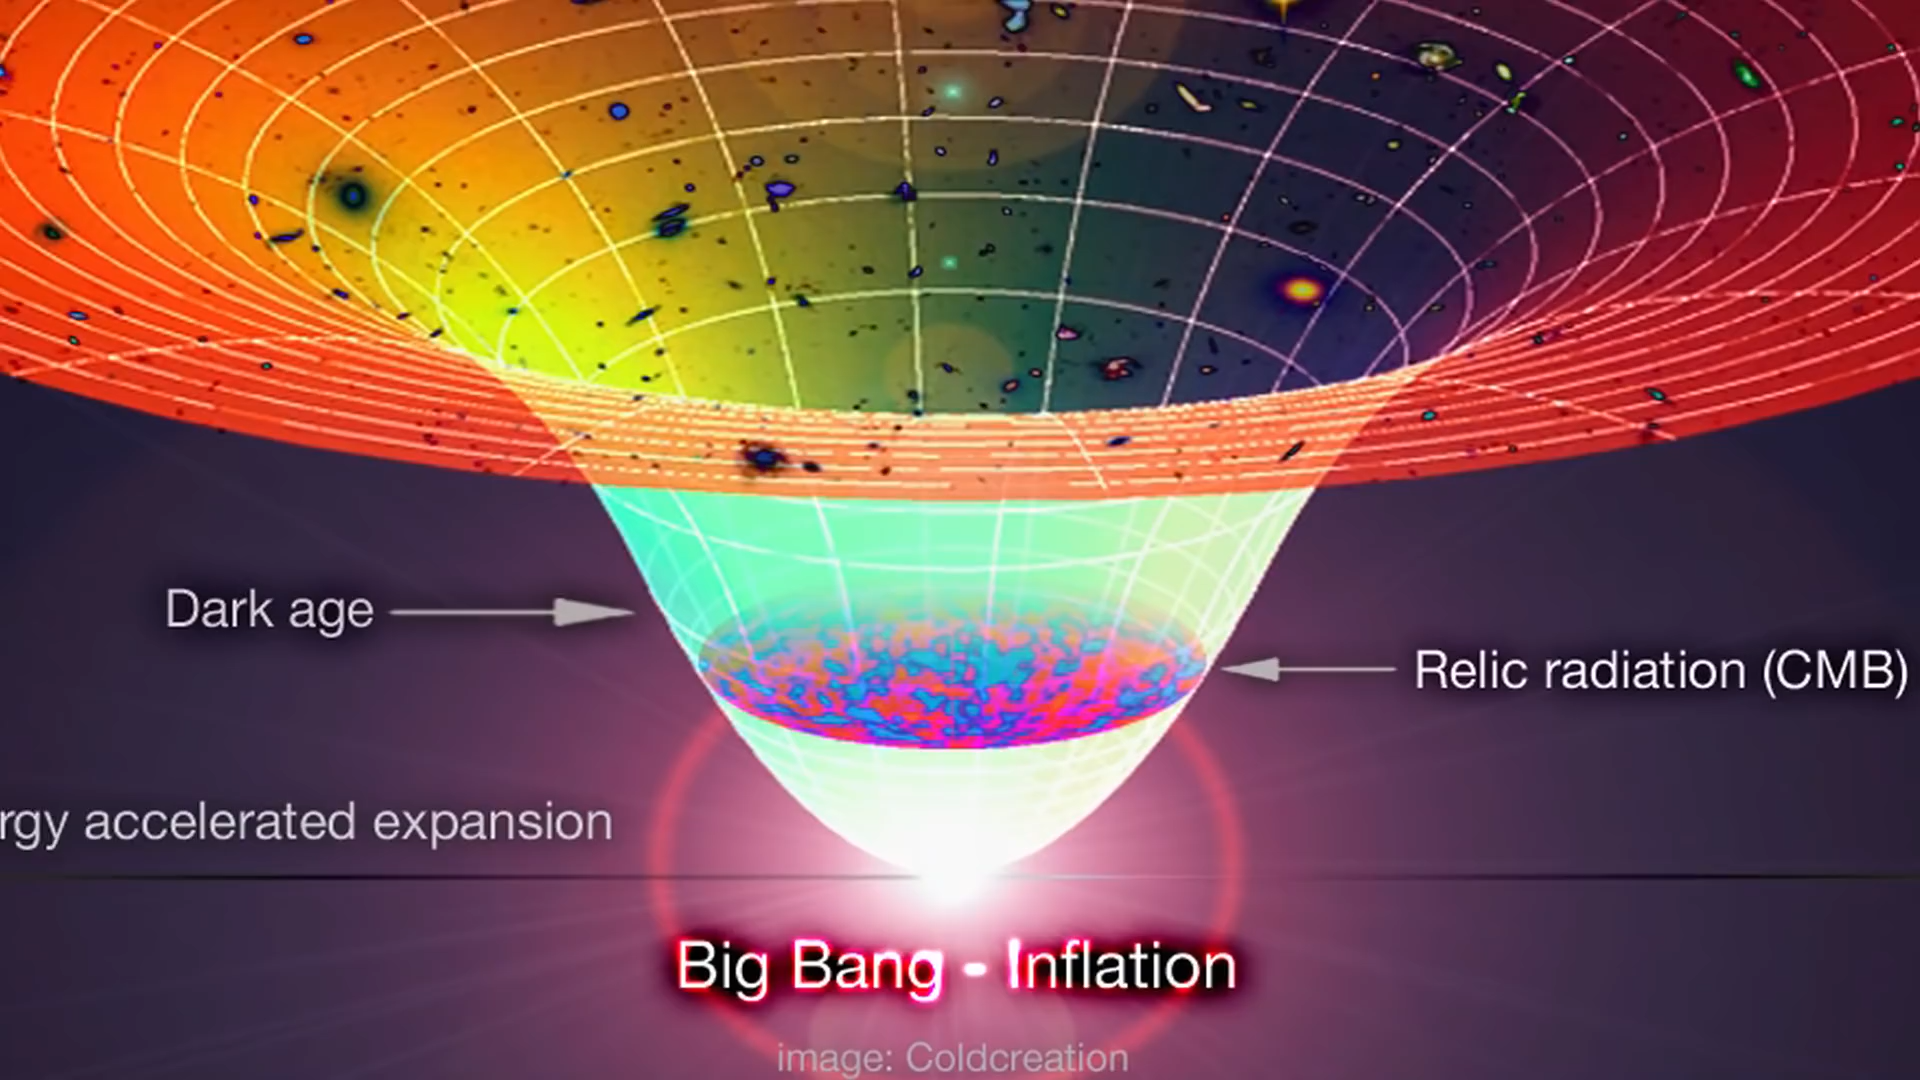 Dark age
Relic radiation (CMB)
rgy accelerated expansion
Big Bang - Inflation
image: Coldcreation